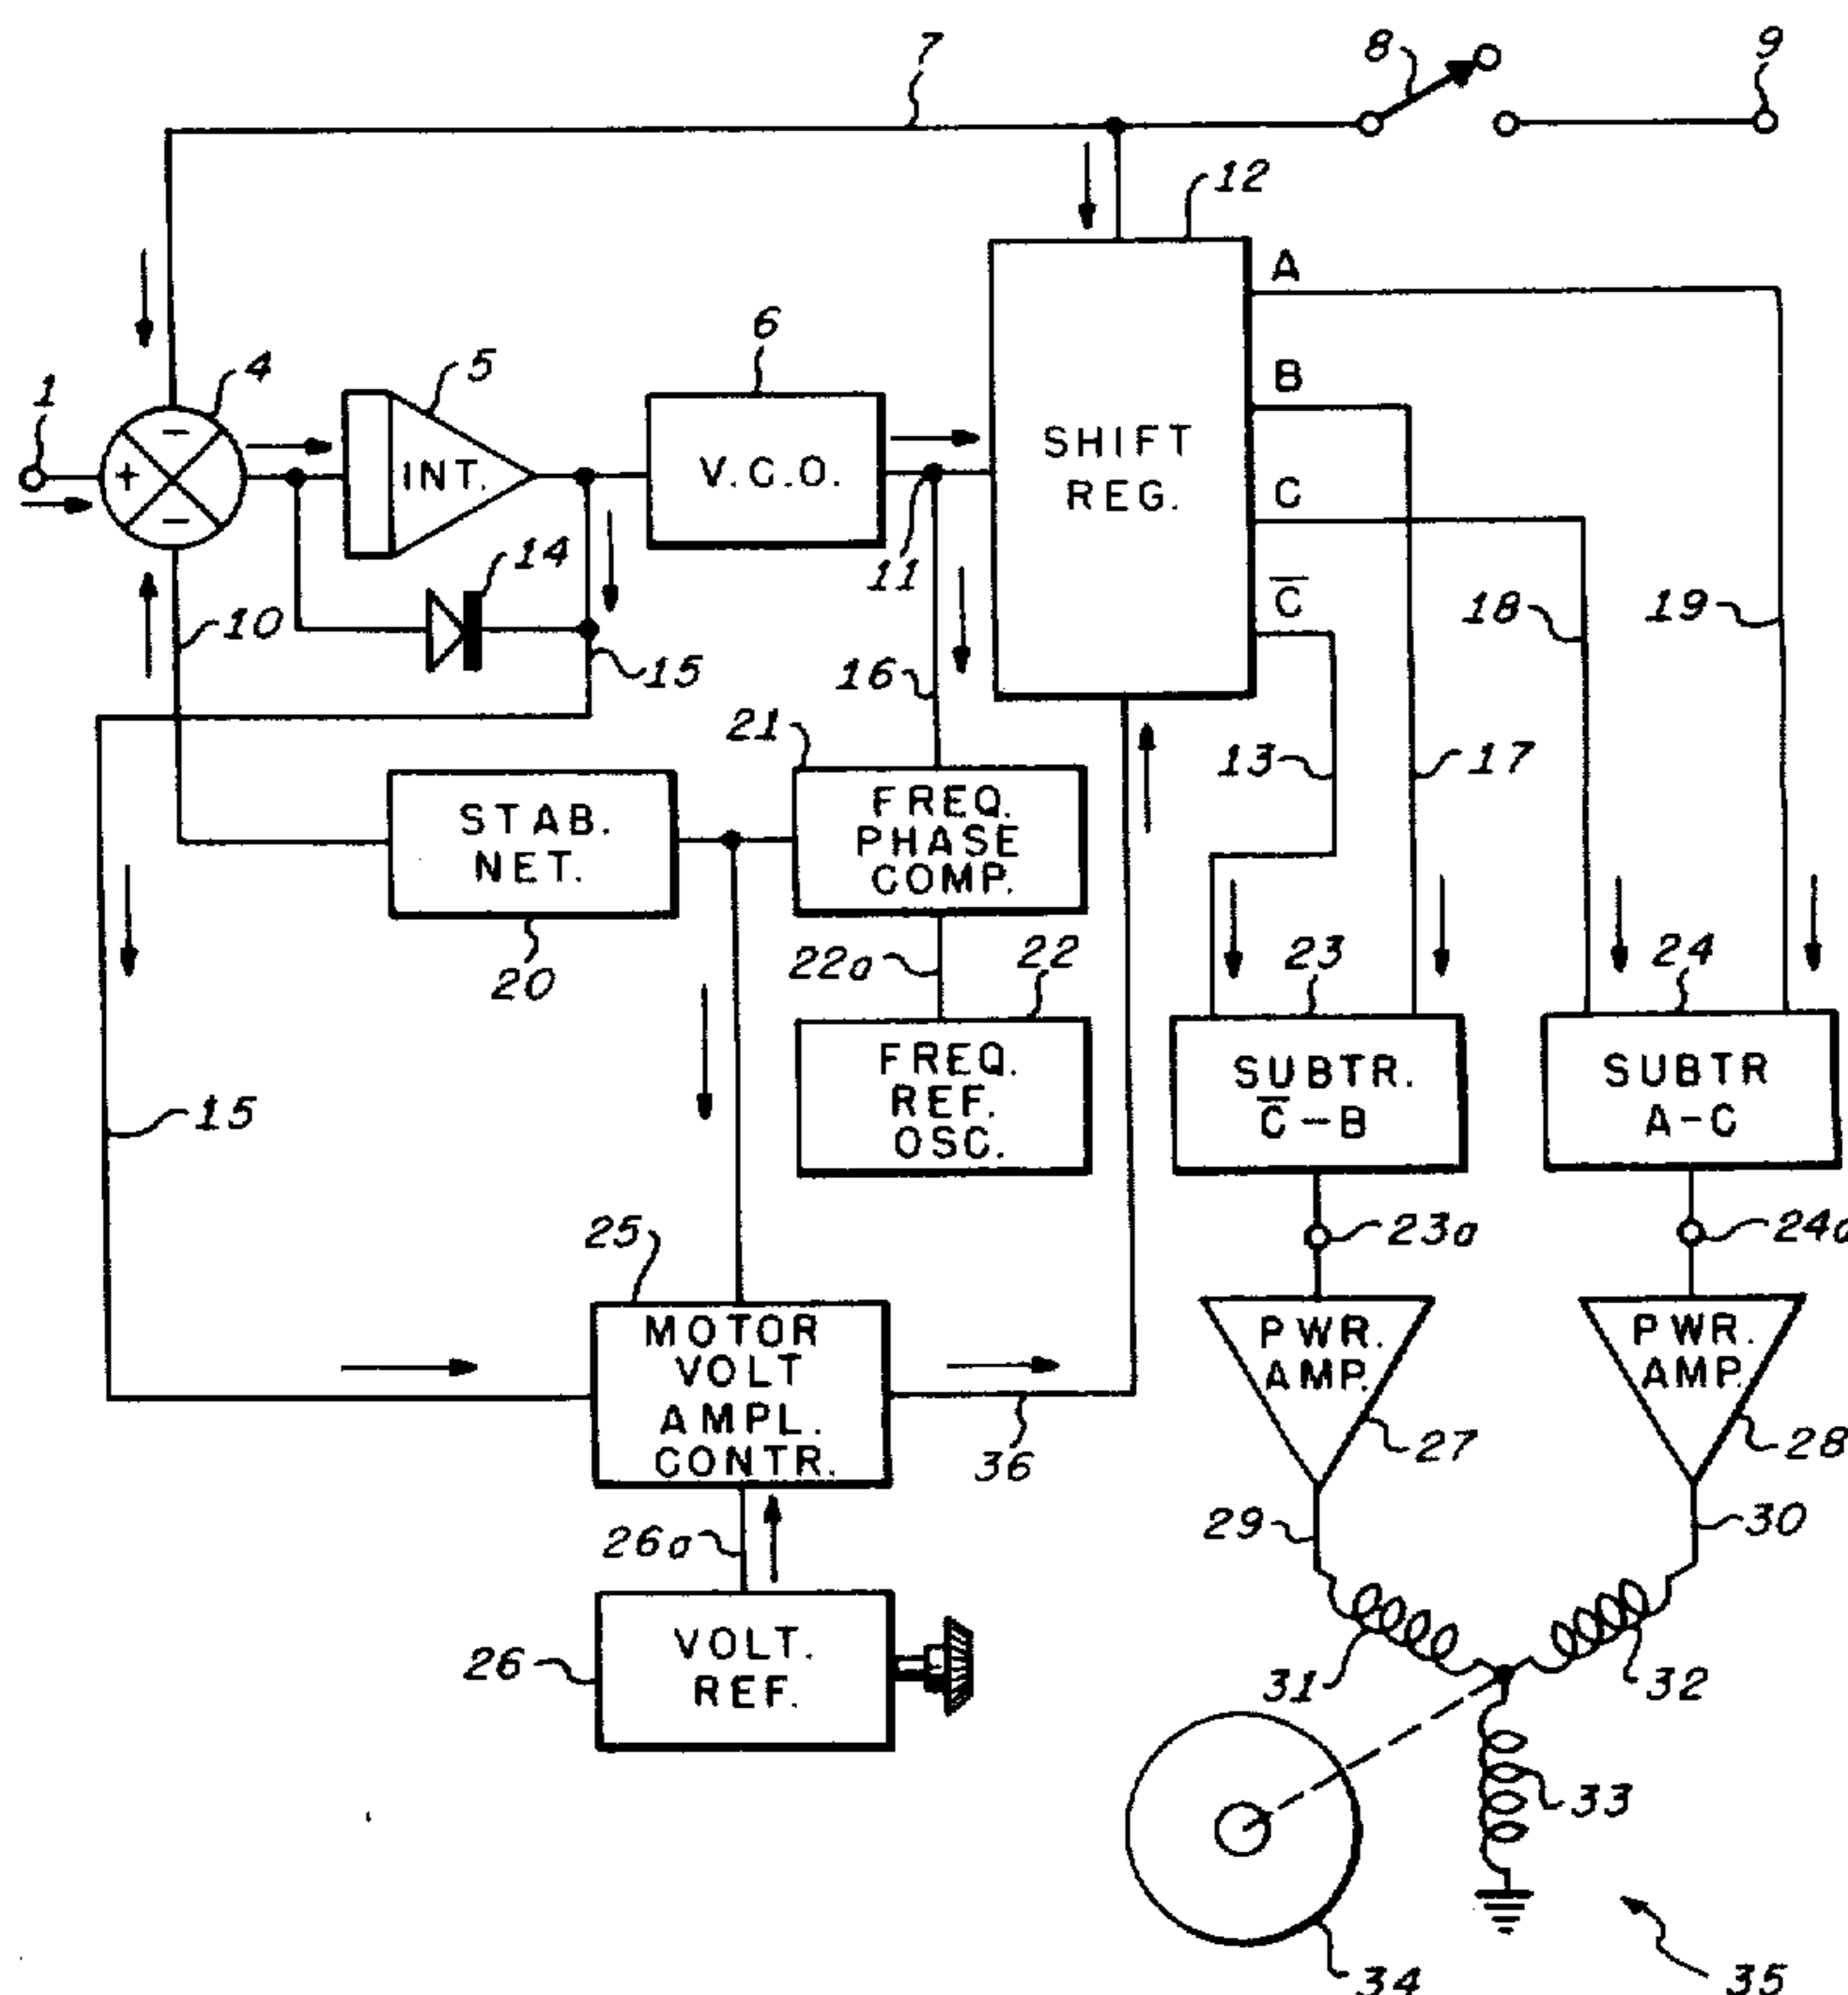 7
8
9
12
A
6
4
5
B
1
+
−
−
INT.
V.C.O.
SHIFT
REG.
C
14
11
C̅
10
15
16
18
19
21
13
17
STAB.
NET.
FREQ.
PHASE
COMP.
20
22a
22
23
24
FREQ.
REF.
OSC.
SUBTR.
C̅-B
SUBTR
A-C
15
25
23a
24a
MOTOR
VOLT
AMPL.
CONTR.
PWR.
AMP.
PWR.
AMP.
27
28
36
26a
29
30
VOLT.
REF.
26
31
32
33
34
35